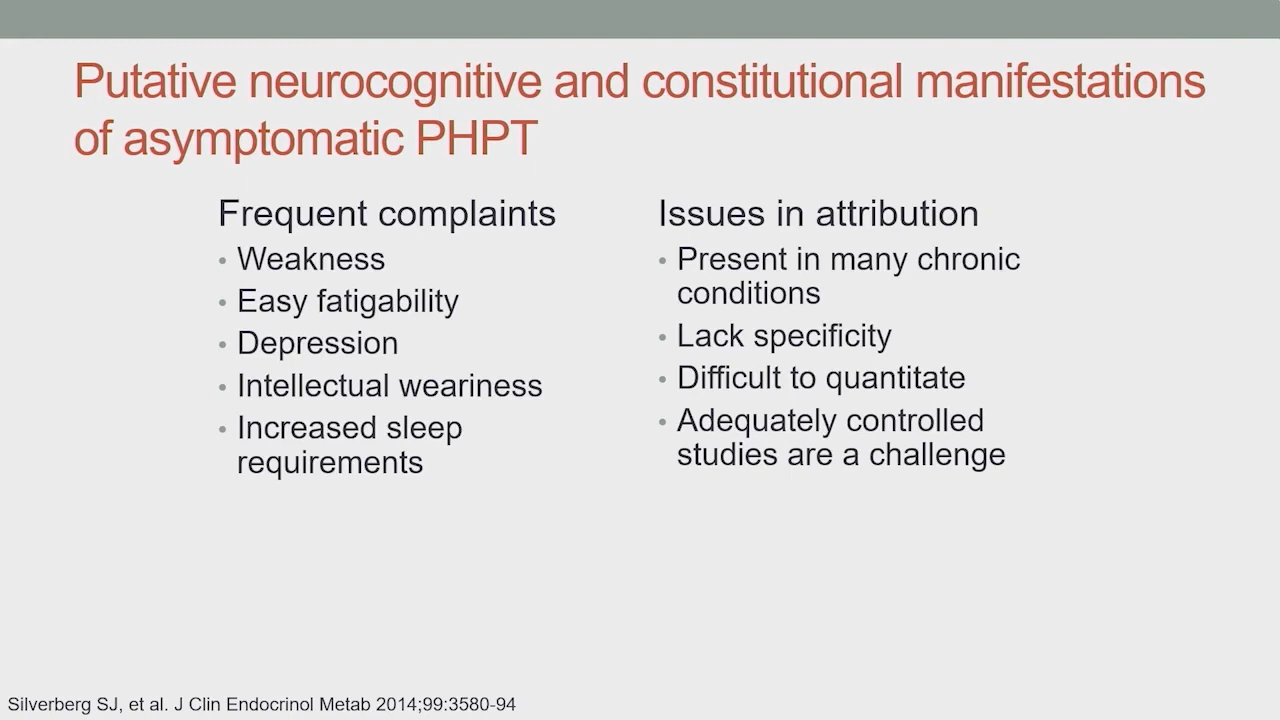 Putative neurocognitive and constitutional manifestations
of asymptomatic PHPT
Frequent complaints
• Weakness
• Easy fatigability
• Depression
• Intellectual weariness
• Increased sleep
requirements
Issues in attribution
• Present in many chronic
conditions
• Lack specificity
• Difficult to quantitate
• Adequately controlled
studies are a challenge
Silverberg SJ, et al. J Clin Endocrinol Metab 2014;99:3580-94